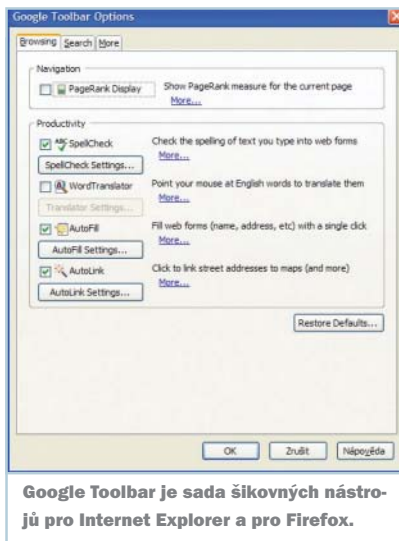 Google Toolbar Options
Browsing Search More
Navigation
PageRank Display Show PageRank measure for the current page
More...
Productivity
ABC SpellCheck Check the spelling of text you type into web forms
More...
SpellCheck Settings...
WordTranslator Point your mouse at English words to translate them
More...
Translator Settings...
AutoFill Fill web forms (name, address, etc) with a single click
More...
AutoFill Settings...
AutoLink Click to link street addresses to maps (and more)
More...
AutoLink Settings...
Restore Defaults...
OK Zrušit Nápověda
Google Toolbar je sada šikovných nástro-
jů pro Internet Explorer a pro Firefox.